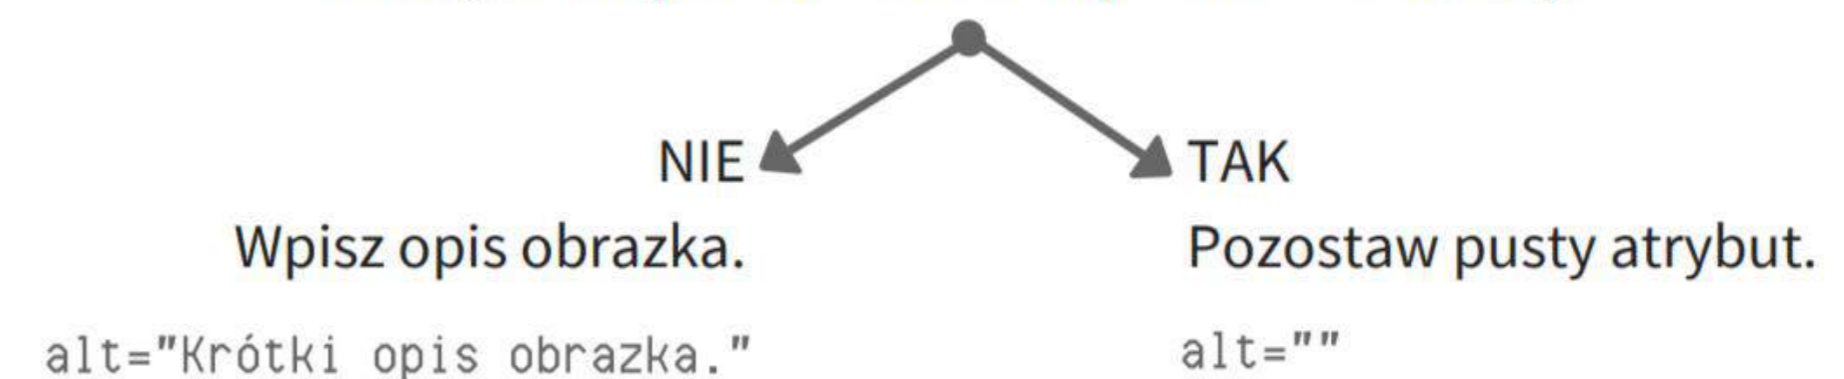 NIE
TAK
Wpisz opis obrazka.
Pozostaw pusty atrybut.
alt="Krótki opis obrazka."
alt=""